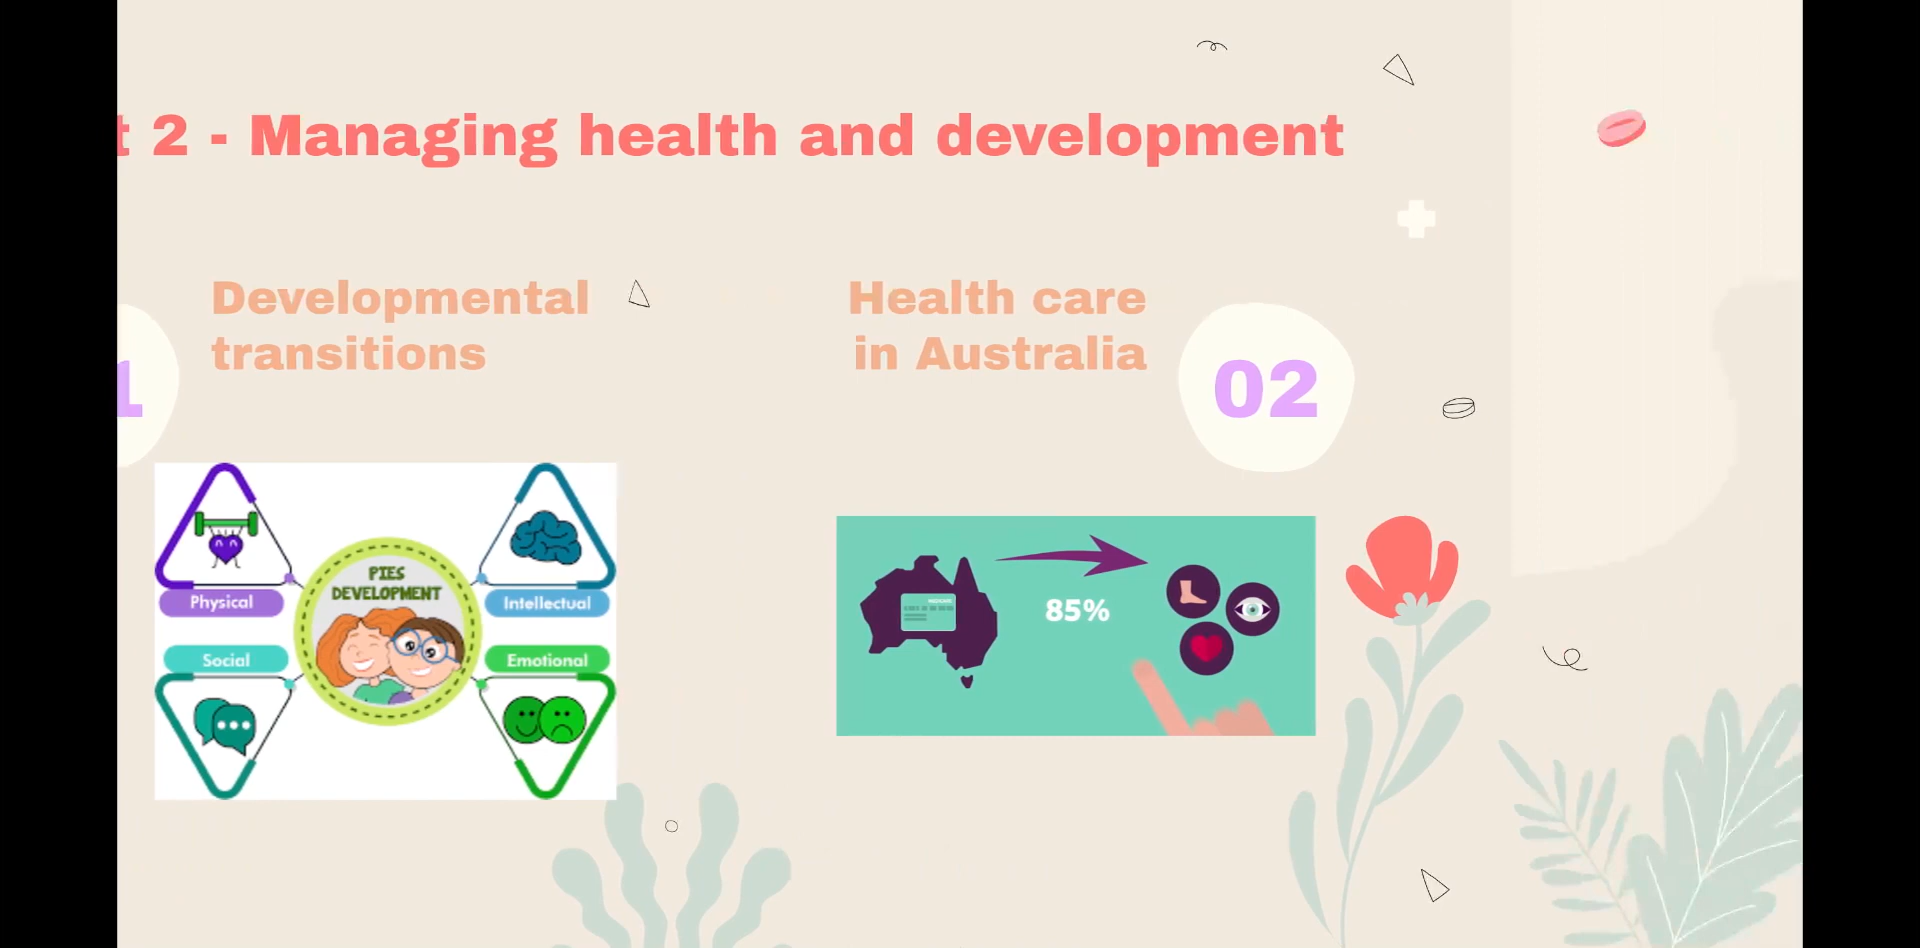 t 2 - Managing health and development
Developmental
transitions
1
Health care
in Australia
02
PIES
DEVELOPMENT
Physical
Intellectual
Social
Emotional
85%